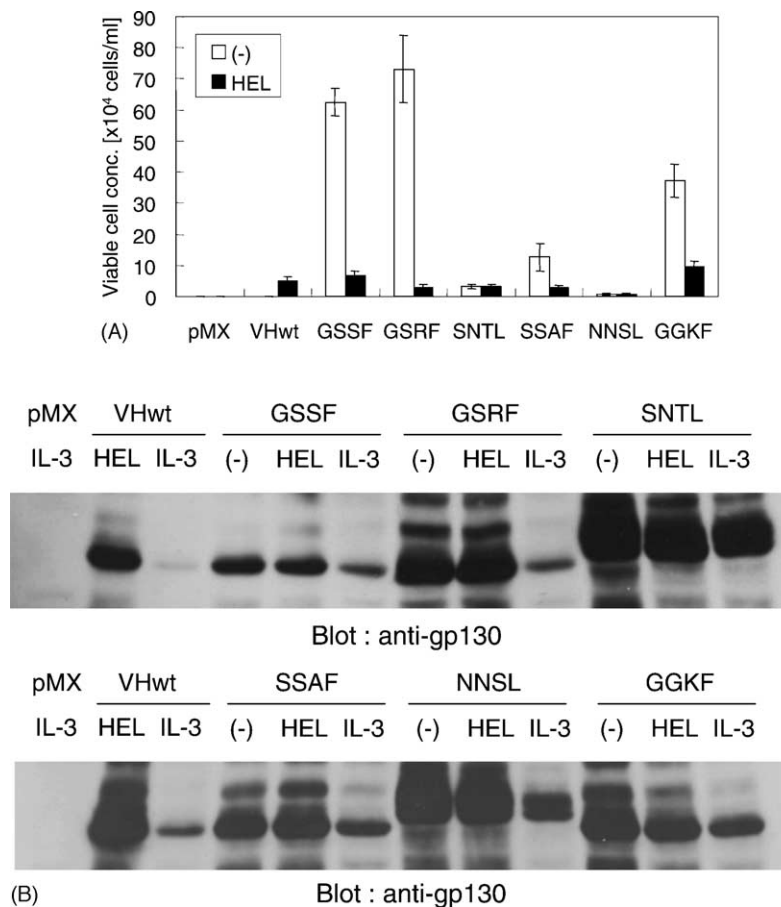 Viable cell conc. [x10⁴ cells/ml]
90
80
70
60
50
40
30
20
10
0
(-)
HEL
pMX VHwt GSSF GSRF SNTL SSAF NNSL GGKF
(A)
pMX VHwt GSSF GSRF SNTL
IL-3 HEL IL-3 (-) HEL IL-3 (-) HEL IL-3 (-) HEL IL-3
Blot : anti-gp130
pMX VHwt SSAF NNSL GGKF
IL-3 HEL IL-3 (-) HEL IL-3 (-) HEL IL-3 (-) HEL IL-3
(B)
Blot : anti-gp130